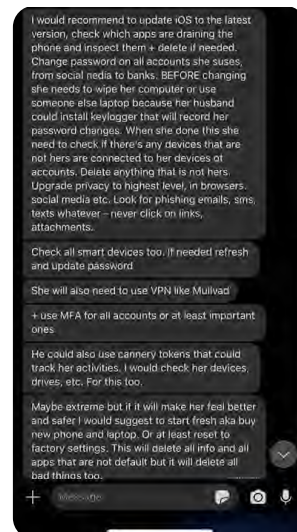 I would recommend to update iOS to the latest
version, check which apps are draining the
phone and inspect them + delete if needed.
Change password on all accounts she suses,
from social nedia to banks. BEFORE changing
she needs to wipe her computer or use
someone else laptop because her husband
could install keylogger that will record her
password changes. When she done this she
need to check if there's any devices that are
not hers are connected to her devices ot
accounts. Delete anything that is not hers.
Upgrade privacy to highest level, in browsers.
social media etc. Look for phishing emails, sms,
texts whatever – never click on links,
attachments.
Check all smart devices too. If needed refresh
and update password
She will also need to use VPN like Mullvad
+ use MFA for all accounts or at least important
ones
He could also use cannery tokens that could
track her activities. I would check her devices,
drives, etc. For this too.
Maybe extreme but if it will make her feel better
and safer I would suggest to start fresh aka buy
new phone and laptop. Or at least reset to
factory settings. This will delete all info and all
apps that are not default but it will delete all
bad things too.
Message